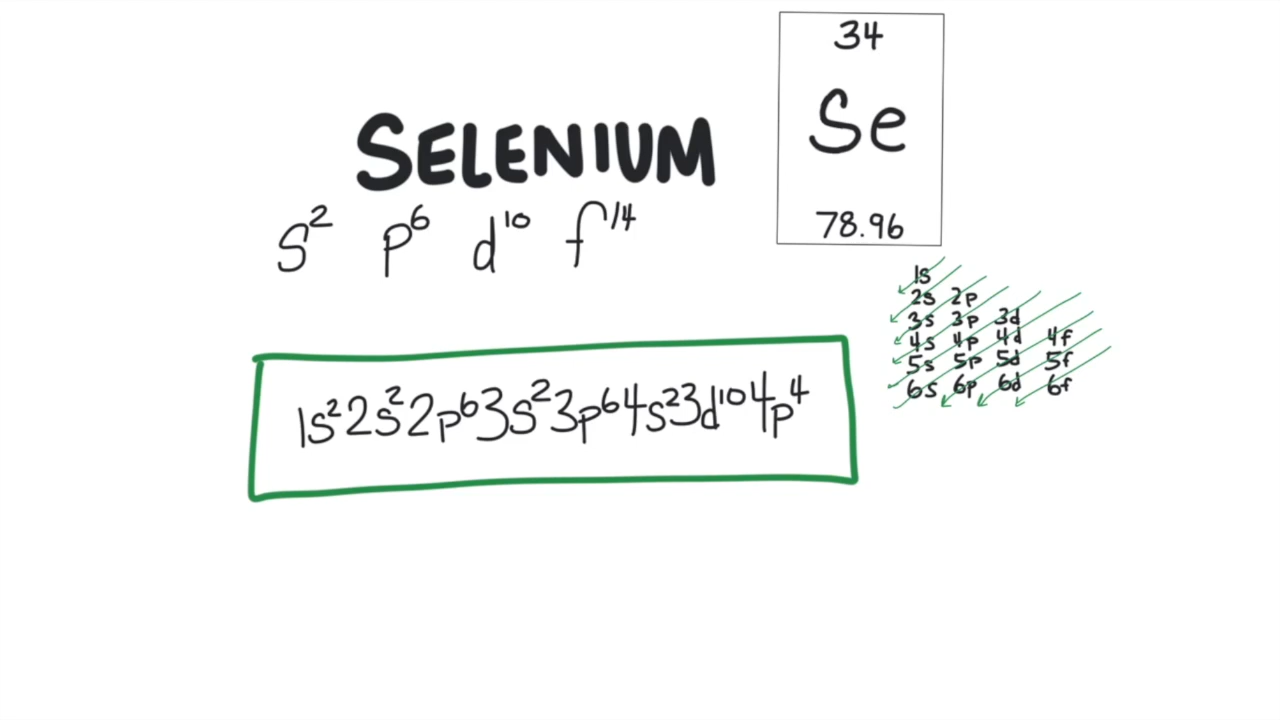 34
Se
78.96
SELENIUM
s² p⁶ d¹⁰ f¹⁴
1s
2s 2p
3s 3p 3d
4s 4p 4d 4f
5s 5p 5d 5f
6s 6p 6d 6f
1s²2s²2p⁶3s²3p⁶4s²3d¹⁰4p⁴